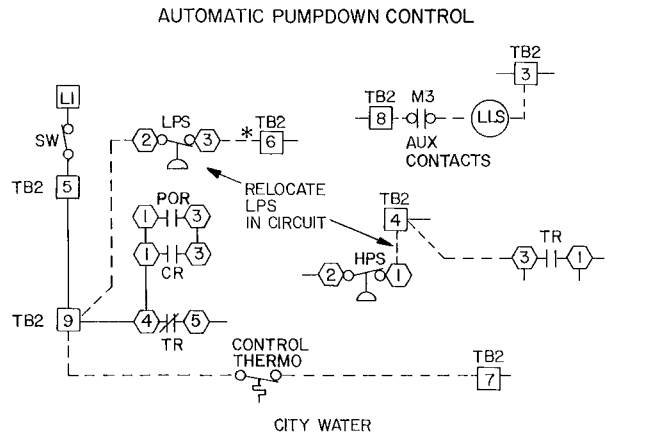 AUTOMATIC PUMPDOWN CONTROL
TB2
3
L1
SW
TB2 5
LPS
2 3 * TB2 6
TB2 M3
8 LLS
AUX
CONTACTS
RELOCATE
LPS
IN CIRCUIT
POR
1 3
1 3
CR
TB2
4
HPS
2 1
TR
3 1
TB2 9
4 5
TR
CONTROL
THERMO
TB2
7
CITY WATER